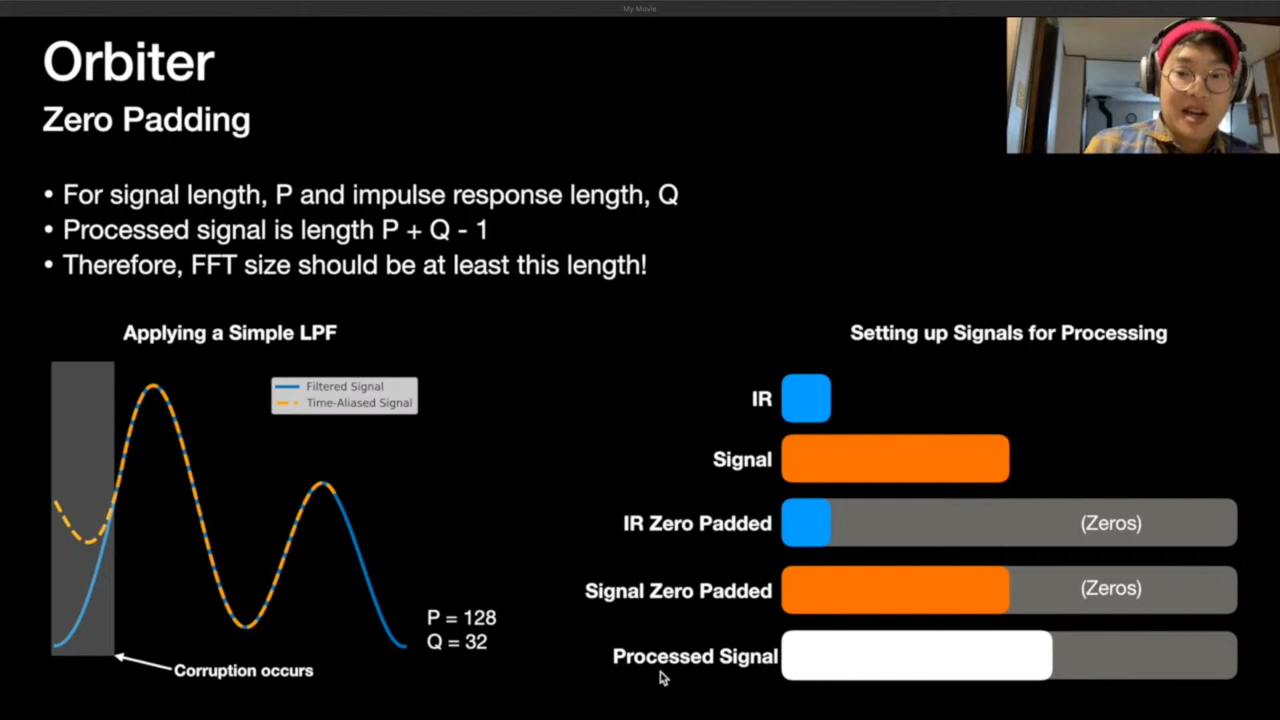 My Movie
Orbiter
Zero Padding
• For signal length, P and impulse response length, Q
• Processed signal is length P + Q - 1
• Therefore, FFT size should be at least this length!
Applying a Simple LPF
Filtered Signal
Time-Aliased Signal
P = 128
Q = 32
Corruption occurs
Setting up Signals for Processing
IR
Signal
IR Zero Padded
(Zeros)
Signal Zero Padded
(Zeros)
Processed Signal